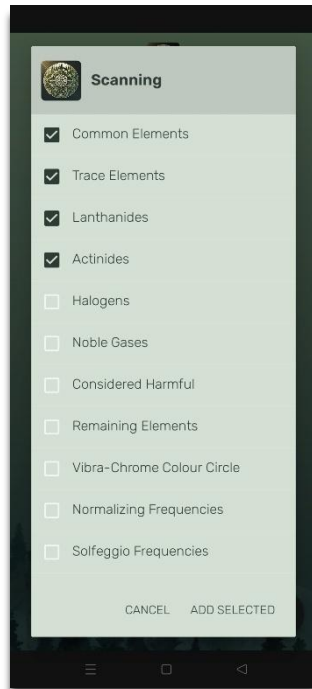 Scanning
Common Elements
Trace Elements
Lanthanides
Actinides
Halogens
Noble Gases
Considered Harmful
Remaining Elements
Vibra-Chrome Colour Circle
Normalizing Frequencies
Solfeggio Frequencies
CANCEL ADD SELECTED